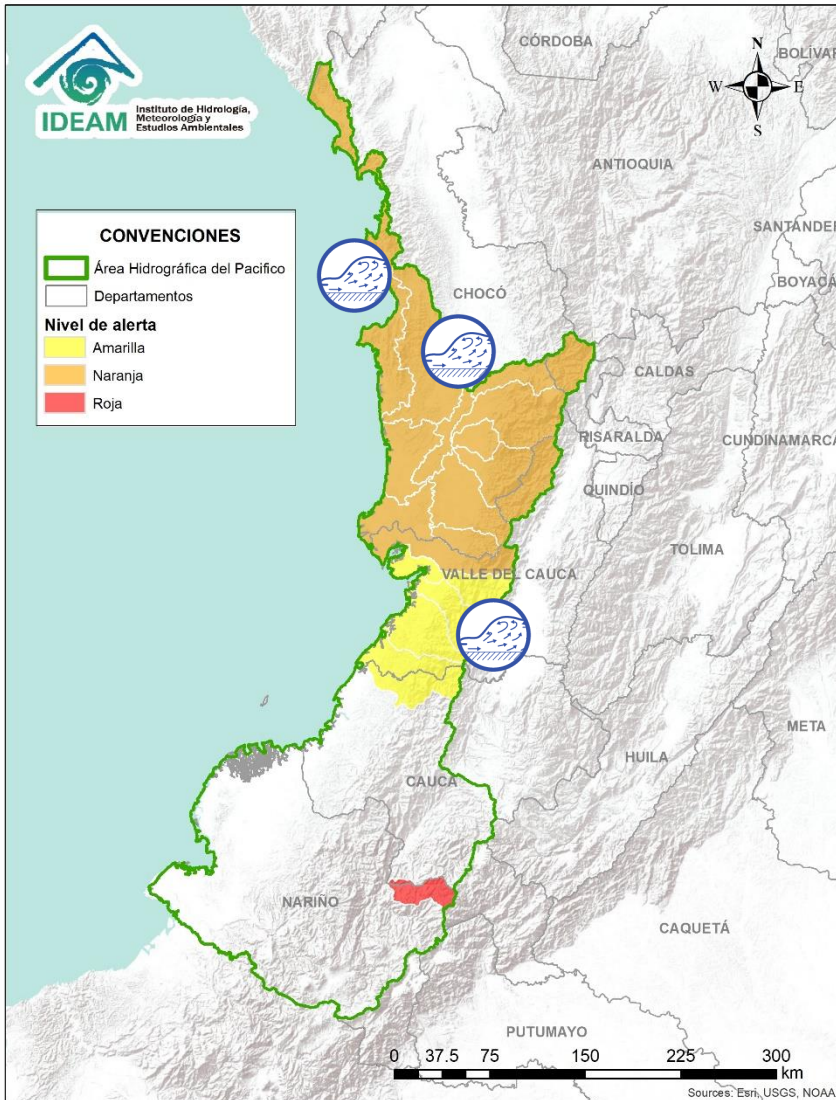 IDEAM
Instituto de Hidrología,
Meteorología y
Estudios Ambientales
CÓRDOBA
BOLÍVAR
N
W
E
S
ANTIOQUIA
SANTANDER
BOYACÁ
CONVENCIONES
Área Hidrográfica del Pacifico
Departamentos
Nivel de alerta
Amarilla
Naranja
Roja
CHOCÓ
CALDAS
RISARALDA
CUNDINAMARCA
QUINDÍO
TOLIMA
VALLE DEL CAUCA
META
HUILA
CAUCA
NARIÑO
CAQUETÁ
PUTUMAYO
0 37.5 75 150 225 300
km
Sources: Esri, USGS, NOAA